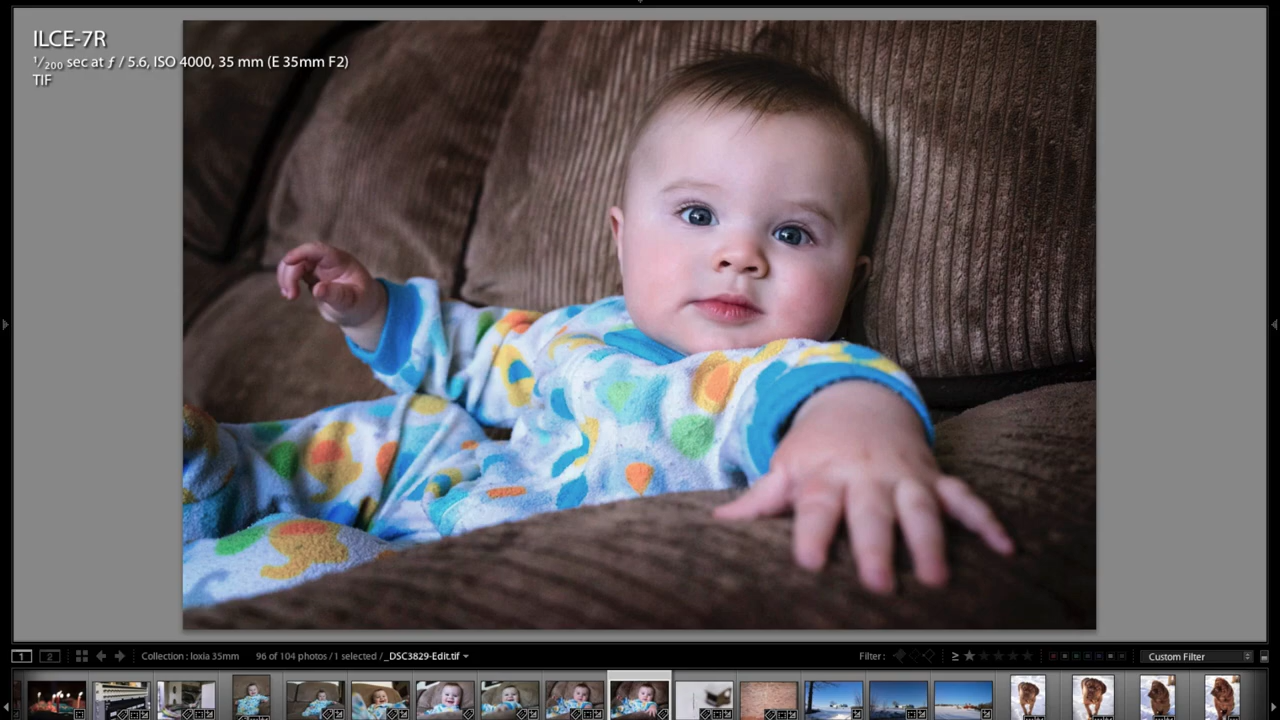 ILCE-7R
1/200 sec at ƒ / 5.6, ISO 4000, 35 mm (E 35mm F2)
TIF
1 2 Collection : loxia 35mm 96 of 104 photos / 1 selected / _DSC3829-Edit.tif Filter : ≥ Custom Filter